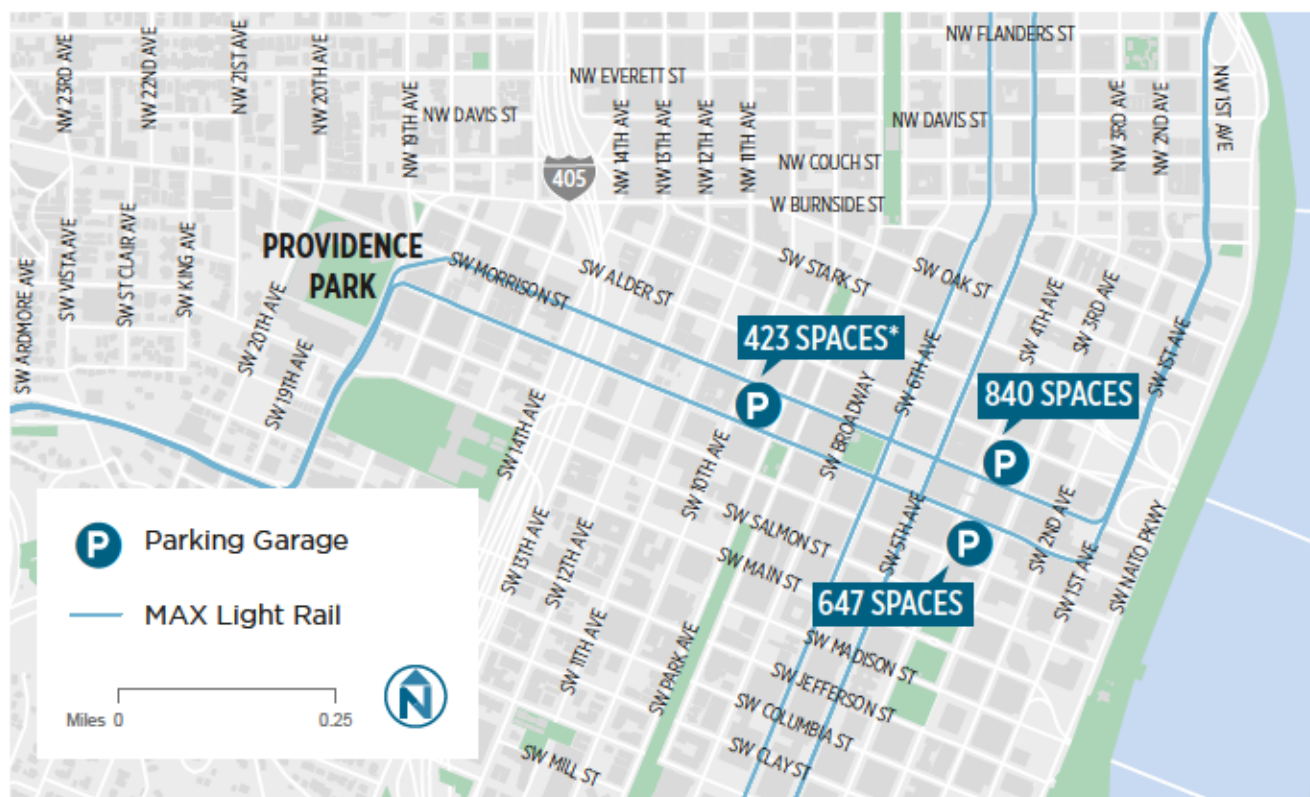 NW FLANDERS ST
NW EVERETT ST
NW 23RD AVE
NW 22ND AVE
NW 21ST AVE
NW 20TH AVE
NW 19TH AVE
NW DAVIS ST
NW 14TH AVE
NW 13TH AVE
NW 12TH AVE
NW 11TH AVE
NW DAVIS ST
NW 3RD AVE
NW 2ND AVE
NW 1ST AVE
NW COUCH ST
405
W BURNSIDE ST
SW ARDMORE AVE
SW VISTA AVE
SW ST CLAIR AVE
SW KING AVE
PROVIDENCE
PARK
SW 20TH AVE
SW 19TH AVE
SW MORRISON ST
SW ALDER ST
SW STARK ST
SW OAK ST
SW 4TH AVE
SW 3RD AVE
SW 1ST AVE
423 SPACES*
P
SW BROADWAY
SW 6TH AVE
840 SPACES
P
SW 14TH AVE
SW 10TH AVE
SW SALMON ST
SW MAIN ST
SW 5TH AVE
P
647 SPACES
SW 2ND AVE
SW 1ST AVE
SW NAITO PKWY
SW 13TH AVE
SW 12TH AVE
SW 11TH AVE
SW PARK AVE
SW MADISON ST
SW JEFFERSON ST
SW COLUMBIA ST
SW CLAY ST
SW MILL ST
P Parking Garage
MAX Light Rail
Miles 0 0.25
N